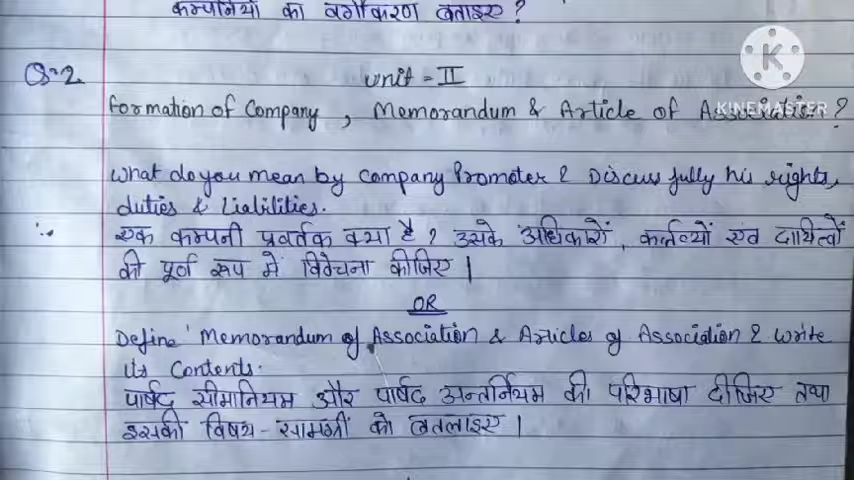 कम्पनियों का वर्गीकरण बताइए ?
Q-2
Unit - II
K
KINEMASTER
Formation of Company, Memorandum & Article of Association ?
What do you mean by Company Promoter ? Discuss fully his rights,
duties & Liabilities.
एक कम्पनी प्रवर्तक क्या है ? उसके अधिकारों, कर्तव्यों एवं दायित्वों
की पूर्ण रूप में विवेचना कीजिए |
OR
Define 'Memorandum of Association & Articles of Association ? Write
its Contents.
पार्षद सीमानियम और पार्षद अन्तर्नियम की परिभाषा दीजिए तथा
इसकी विषय - सामग्री को बतलाइए |